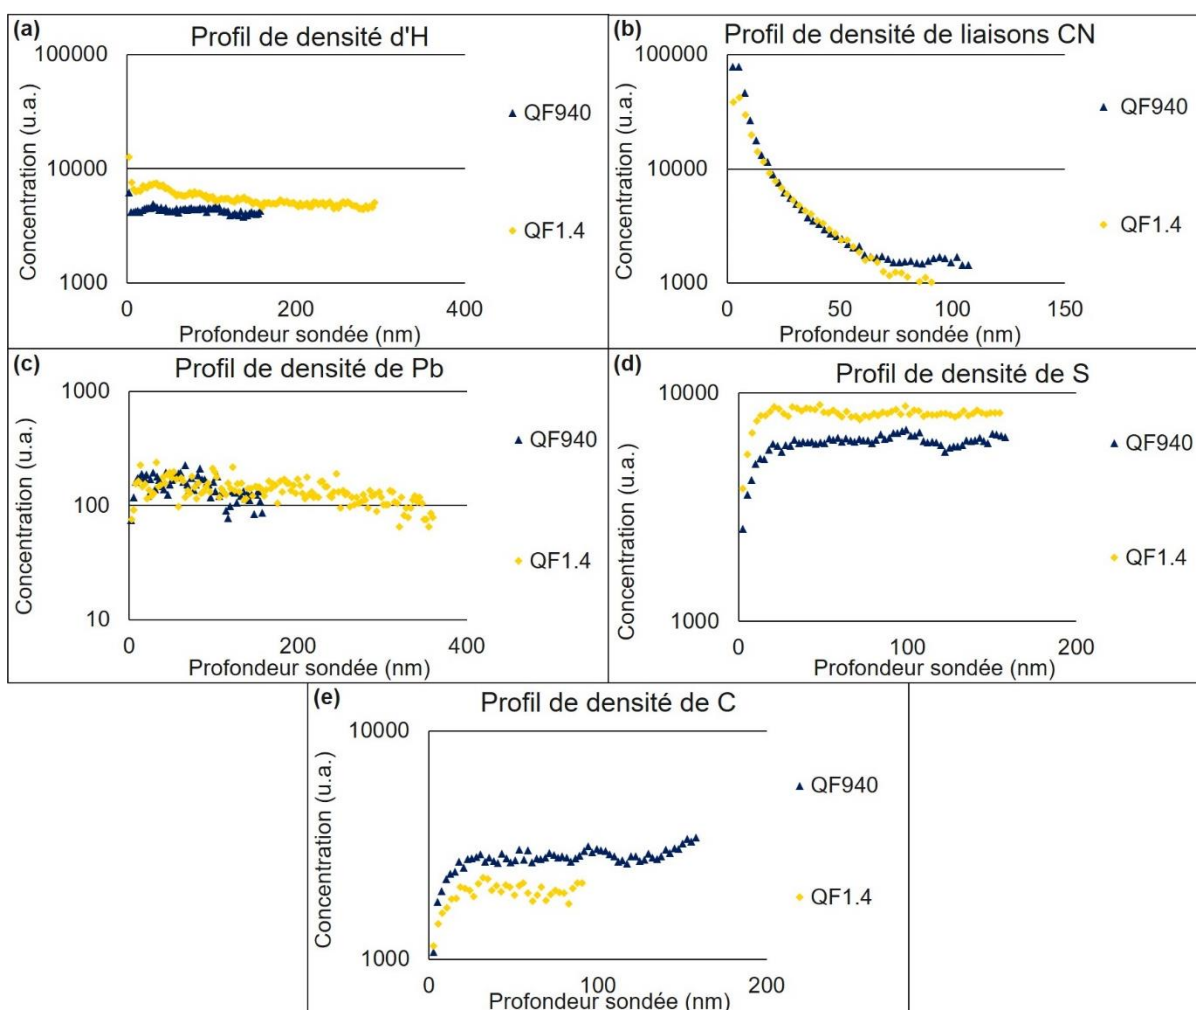 (a) Profil de densité d'H
100000
10000
1000
0 200 400
Concentration (u.a.)
Profondeur sondée (nm)
QF940
QF1.4
(b) Profil de densité de liaisons CN
100000
10000
1000
0 50 100 150
Concentration (u.a.)
Profondeur sondée (nm)
QF940
QF1.4
(c) Profil de densité de Pb
1000
100
10
0 200 400
Concentration (u.a.)
Profondeur sondée (nm)
QF940
QF1.4
(d) Profil de densité de S
10000
1000
0 100 200
Concentration (u.a.)
Profondeur sondée (nm)
QF940
QF1.4
(e) Profil de densité de C
10000
1000
0 100 200
Concentration (u.a.)
Profondeur sondée (nm)
QF940
QF1.4